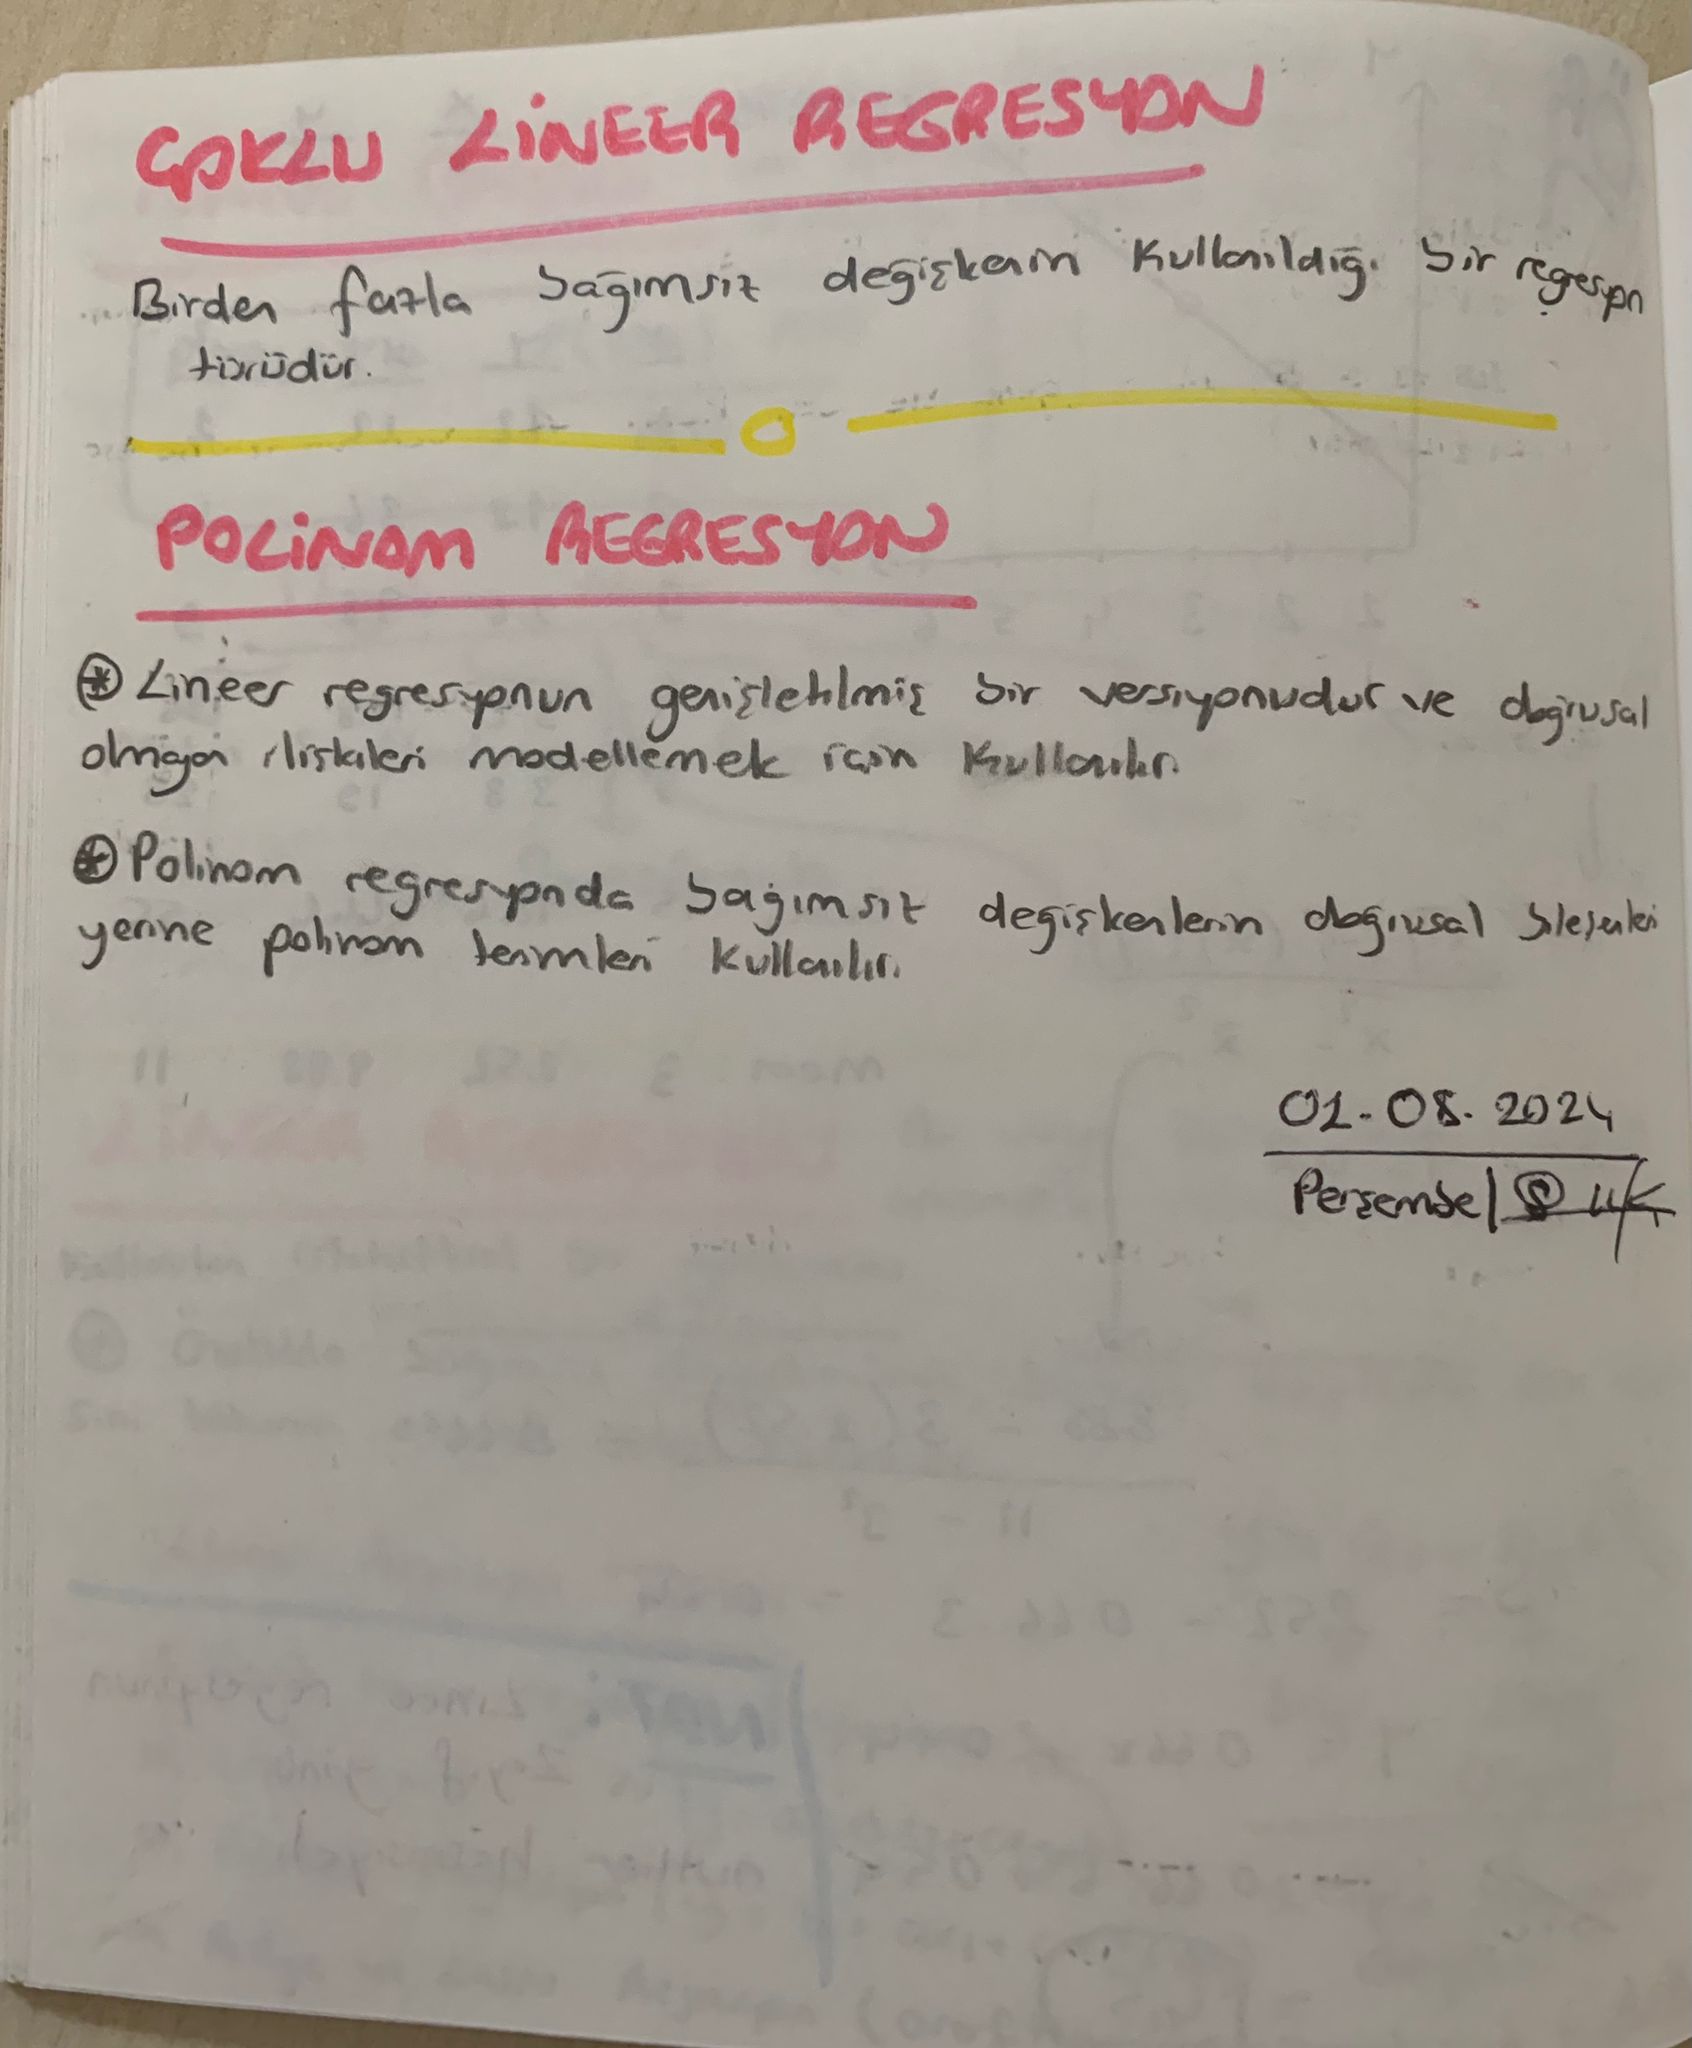 ÇOKLU LİNEER REGRESYON
Birden fazla bağımsız değişkenin kullanıldığı bir regresyon
türüdür.
POLİNOM REGRESYON
* Lineer regresyonun genişletilmiş bir versiyonudur ve doğrusal
olmayan ilişkileri modellemek için kullanılır.
* Polinom regresyonda bağımsız değişkenlerin doğrusal bileşenleri
yerine polinom terimleri kullanılır.
01.08.2024
Perşembe |